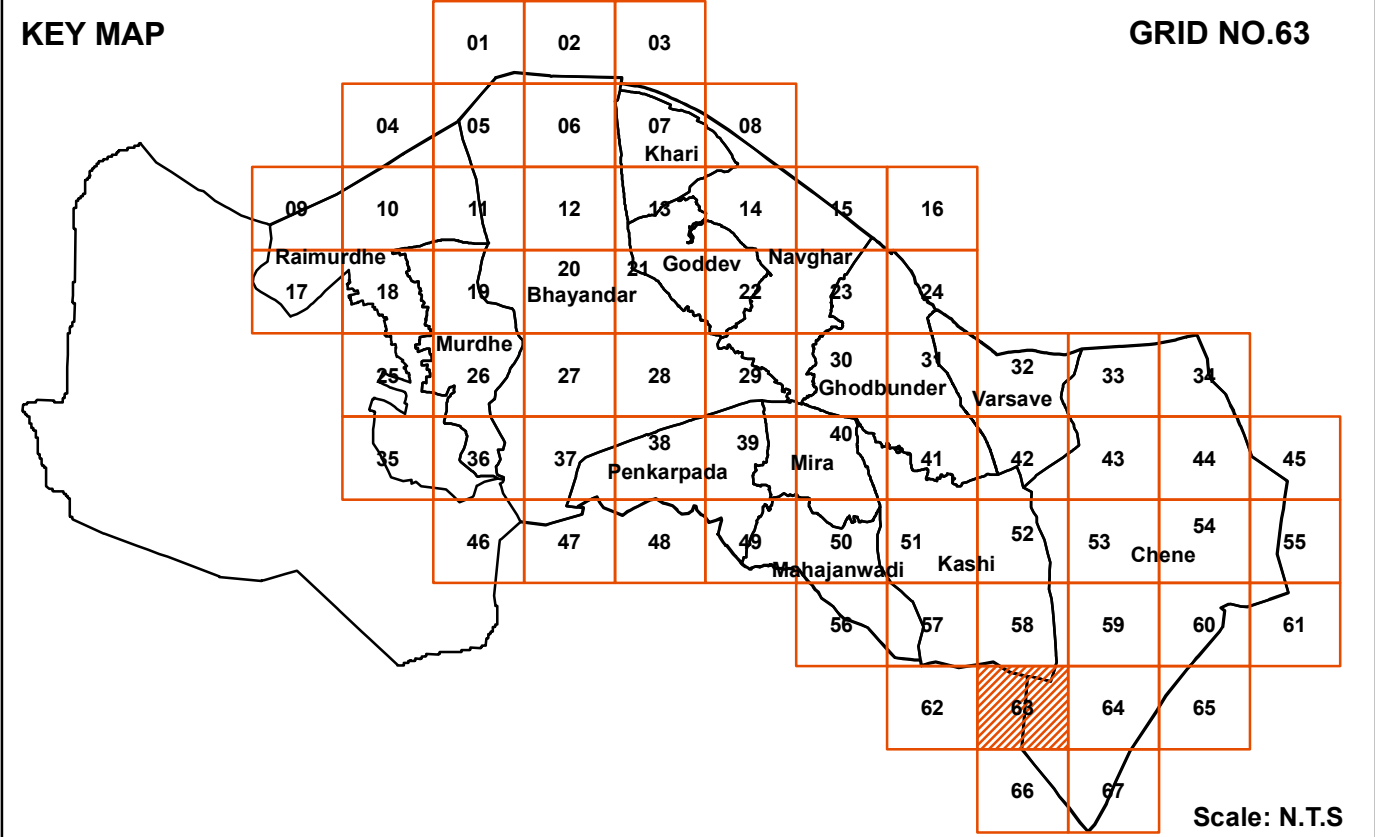 KEY MAP
GRID NO.63
01 02 03
04 05 06 07 08
Khari
09 10 11 12 13 14 15 16
Raimurdhe Goddev Navghar
17 18 19 20 21 22 23 24
Bhayandar
Murdhe
25 26 27 28 29 30 31 32 33 34
Ghodbunder Varsave
35 36 37 38 39 40 41 42 43 44 45
Penkarpada Mira
46 47 48 49 50 51 52 53 54 55
Mahajanwadi Kashi Chene
56 57 58 59 60 61
62 63 64 65
66 67
Scale: N.T.S